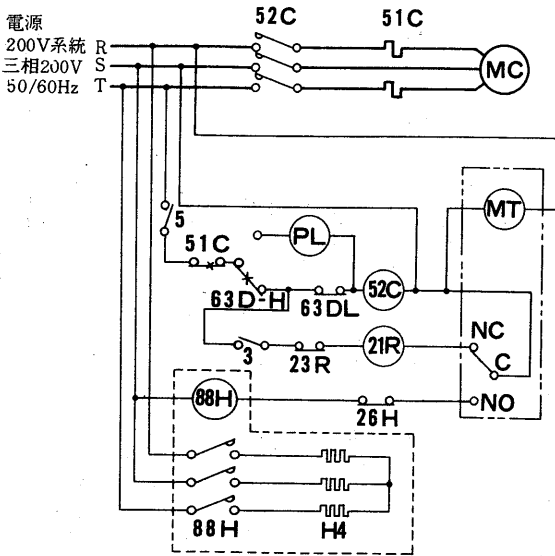 電源
200V系統 R
三相200V S
50/60Hz T
52C
51C
MC
5
51C
PL
MT
63D-H
63DL
52C
3
23R
21R
NC
C
88H
26H
NO
88H
H4